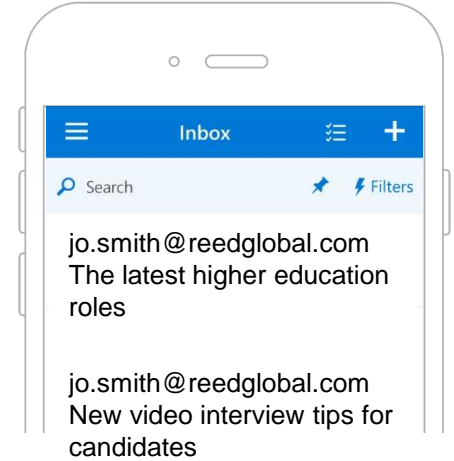 Inbox
Search
Filters
jo.smith@reedglobal.com
The latest higher education
roles
jo.smith@reedglobal.com
New video interview tips for
candidates